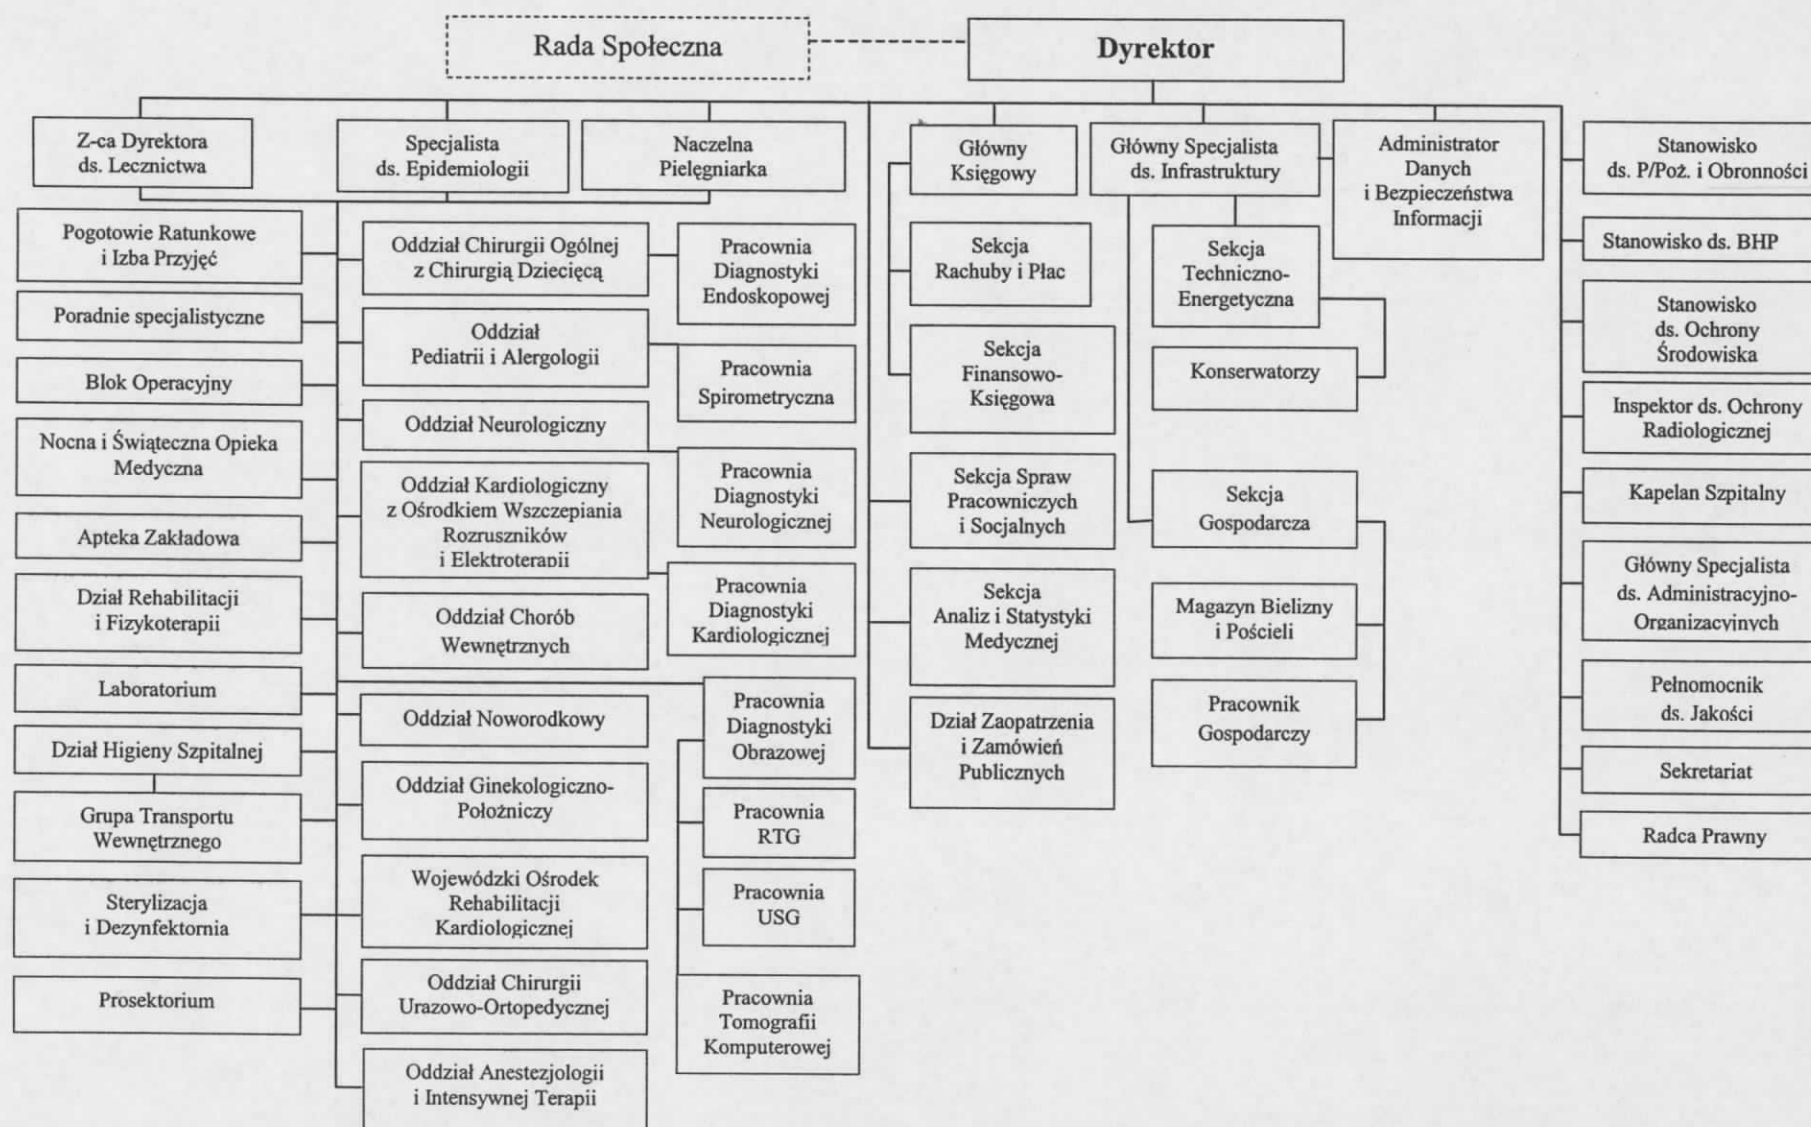 Rada Społeczna
Dyrektor
Z-ca Dyrektora
ds. Lecznictwa
Specjalista
ds. Epidemiologii
Naczelna
Pielęgniarka
Główny
Księgowy
Główny Specjalista
ds. Infrastruktury
Administrator
Danych
i Bezpieczeństwa
Informacji
Stanowisko
ds. P/Poż. i Obronności
Pogotowie Ratunkowe
i Izba Przyjęć
Poradnie specjalistyczne
Blok Operacyjny
Nocna i Świąteczna Opieka
Medyczna
Apteka Zakładowa
Dział Rehabilitacji
i Fizykoterapii
Laboratorium
Dział Higieny Szpitalnej
Grupa Transportu
Wewnętrznego
Sterylizacja
i Dezynfektornia
Prosektorium
Oddział Chirurgii Ogólnej
z Chirurgią Dziecięcą
Oddział
Pediatrii i Alergologii
Oddział Neurologiczny
Oddział Kardiologiczny
z Ośrodkiem Wszczepiania
Rozruszników
i Elektroterapii
Oddział Chorób
Wewnętrznych
Oddział Noworodkowy
Oddział Ginekologiczno-
Położniczy
Wojewódzki Ośrodek
Rehabilitacji
Kardiologicznej
Oddział Chirurgii
Urazowo-Ortopedycznej
Oddział Anestezjologii
i Intensywnej Terapii
Pracownia
Diagnostyki
Endoskopowej
Pracownia
Spirometryczna
Pracownia
Diagnostyki
Neurologicznej
Pracownia
Diagnostyki
Kardiologicznej
Pracownia
Diagnostyki
Obrazowej
Pracownia
RTG
Pracownia
USG
Pracownia
Tomografii
Komputerowej
Sekcja
Rachuby i Płac
Sekcja
Finansowo-
Księgowa
Sekcja Spraw
Pracowniczych
i Socjalnych
Sekcja
Analiz i Statystyki
Medycznej
Dział Zaopatrzenia
i Zamówień
Publicznych
Sekcja
Techniczno-
Energetyczna
Konserwatorzy
Sekcja
Gospodarcza
Magazyn Bielizny
i Pościeli
Pracownik
Gospodarczy
Stanowisko ds. BHP
Stanowisko
ds. Ochrony
Środowiska
Inspektor ds. Ochrony
Radiologicznej
Kapelan Szpitalny
Główny Specjalista
ds. Administracyjno-
Organizacyjnych
Pełnomocnik
ds. Jakości
Sekretariat
Radca Prawny